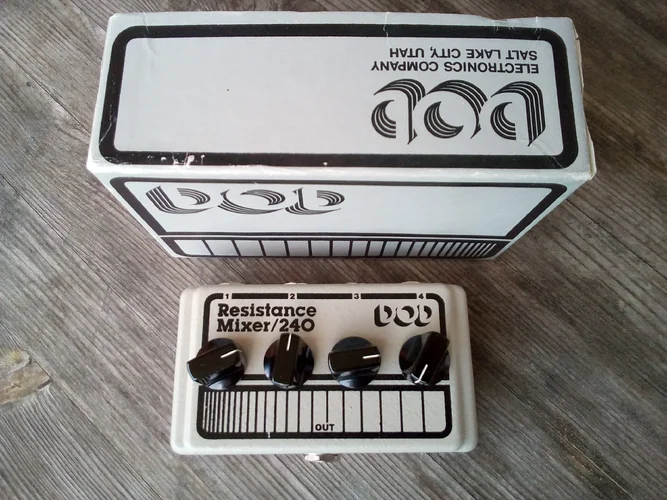 DOD
ELECTRONICS COMPANY
SALT LAKE CITY, UTAH
DOD
1 2 3 4
Resistance
Mixer/240
DOD
OUT